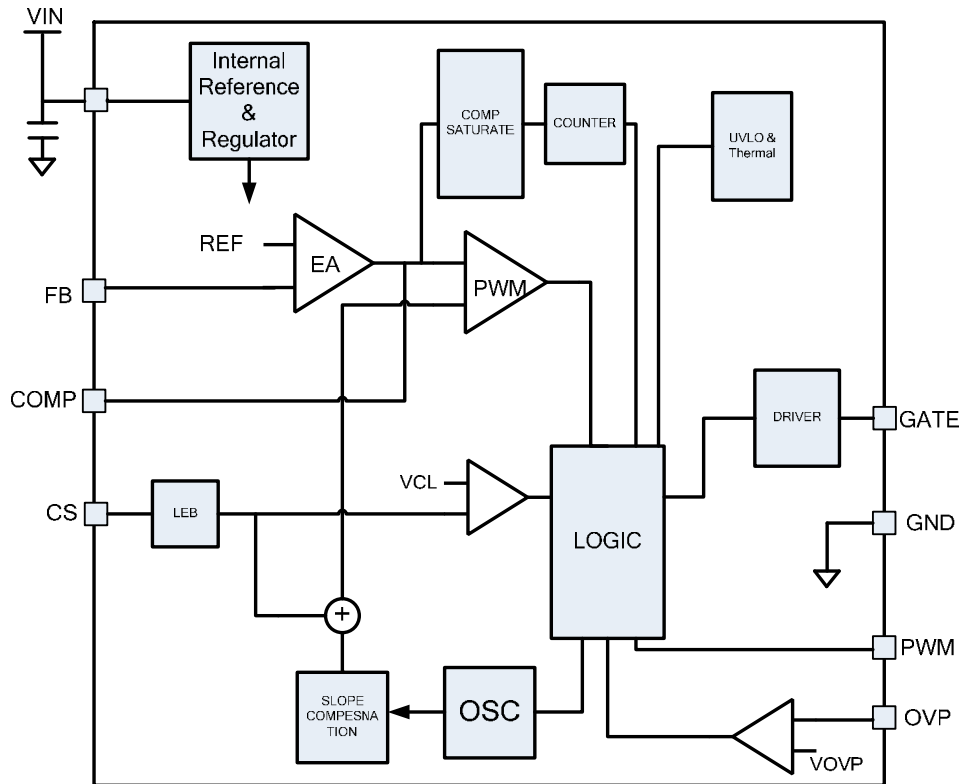 VIN
Internal
Reference
&
Regulator
COMP
SATURATE
COUNTER
UVLO &
Thermal
REF
EA
PWM
FB
COMP
DRIVER
GATE
VCL
CS
LEB
LOGIC
GND
+
PWM
SLOPE
COMPESNA
TION
OSC
OVP
VOVP